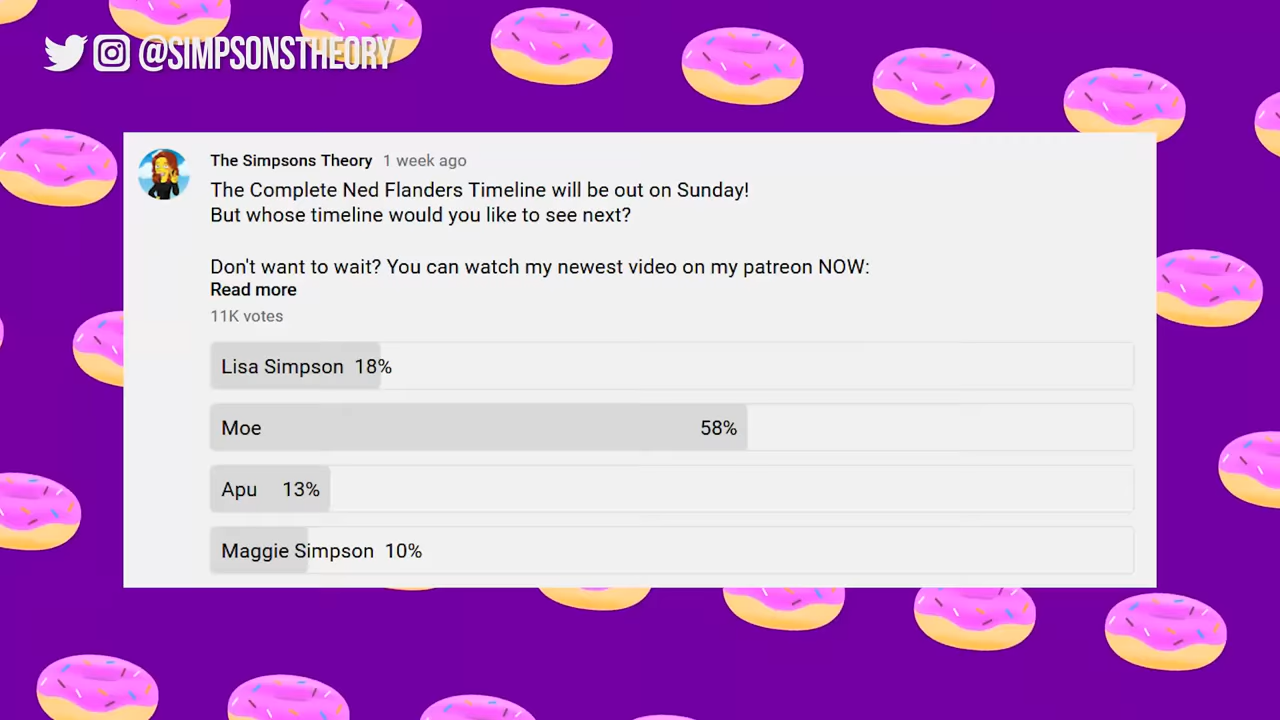 @SIMPSONSTHEORY
The Simpsons Theory 1 week ago
The Complete Ned Flanders Timeline will be out on Sunday!
But whose timeline would you like to see next?
Don't want to wait? You can watch my newest video on my patreon NOW:
Read more
11K votes
Lisa Simpson 18%
Moe 58%
Apu 13%
Maggie Simpson 10%